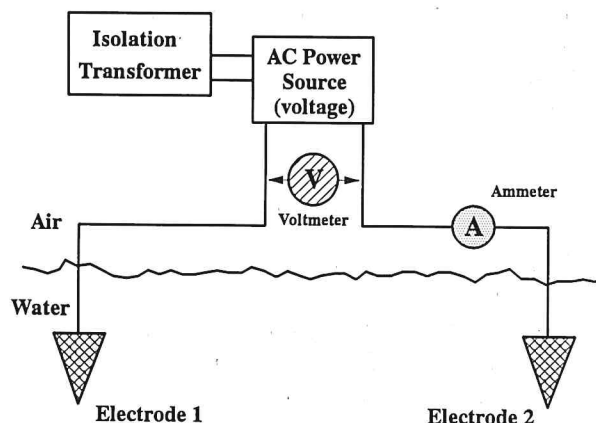 Isolation
Transformer
AC Power
Source
(voltage)
V
Voltmeter
Ammeter
A
Air
Water
Electrode 1
Electrode 2